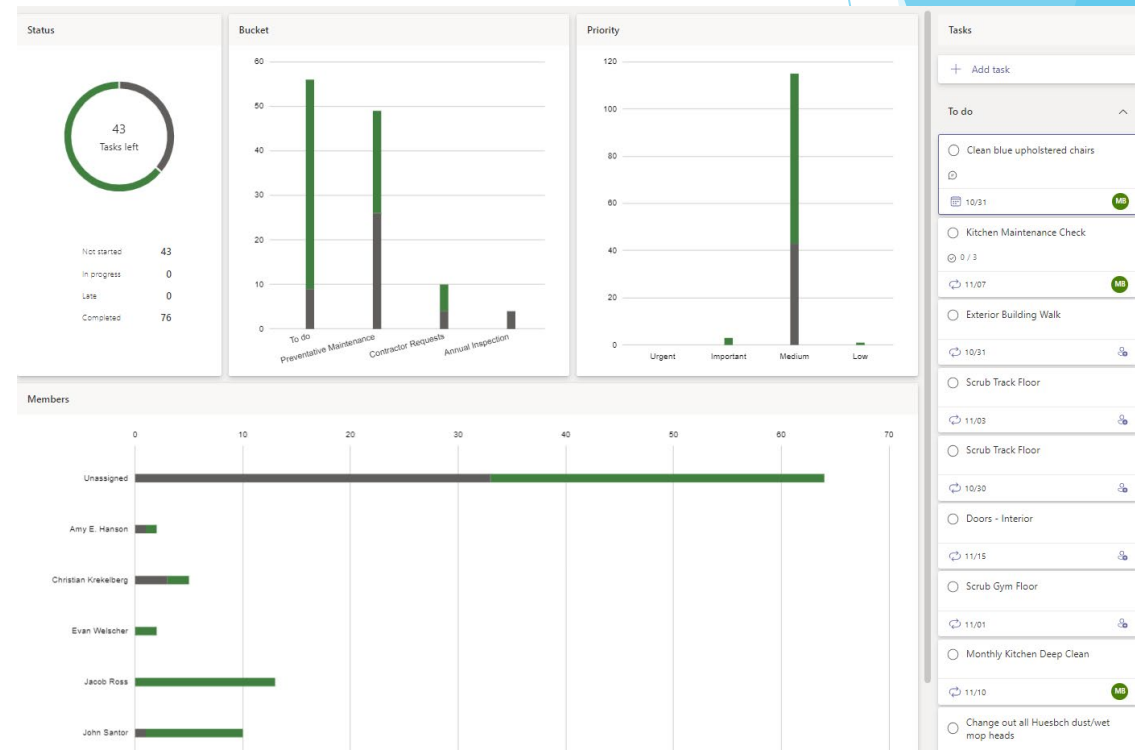 Status
43
Tasks left
Not started 43
In progress 0
Late 0
Completed 76
Bucket
60
50
40
30
20
10
0
To do
Preventative Maintenance
Contractor Requests
Annual Inspection
Priority
120
100
80
60
40
20
0
Urgent Important Medium Low
Members
0 10 20 30 40 50 60 70
Unassigned
Amy E. Hanson
Christian Krekelberg
Evan Welscher
Jacob Ross
John Santor
Tasks
+ Add task
To do
Clean blue upholstered chairs
10/31 MB
Kitchen Maintenance Check
0 / 3
11/07 MB
Exterior Building Walk
10/31
Scrub Track Floor
11/03
Scrub Track Floor
10/30
Doors - Interior
11/15
Scrub Gym Floor
11/01
Monthly Kitchen Deep Clean
11/10 MB
Change out all Huesbch dust/wet
mop heads